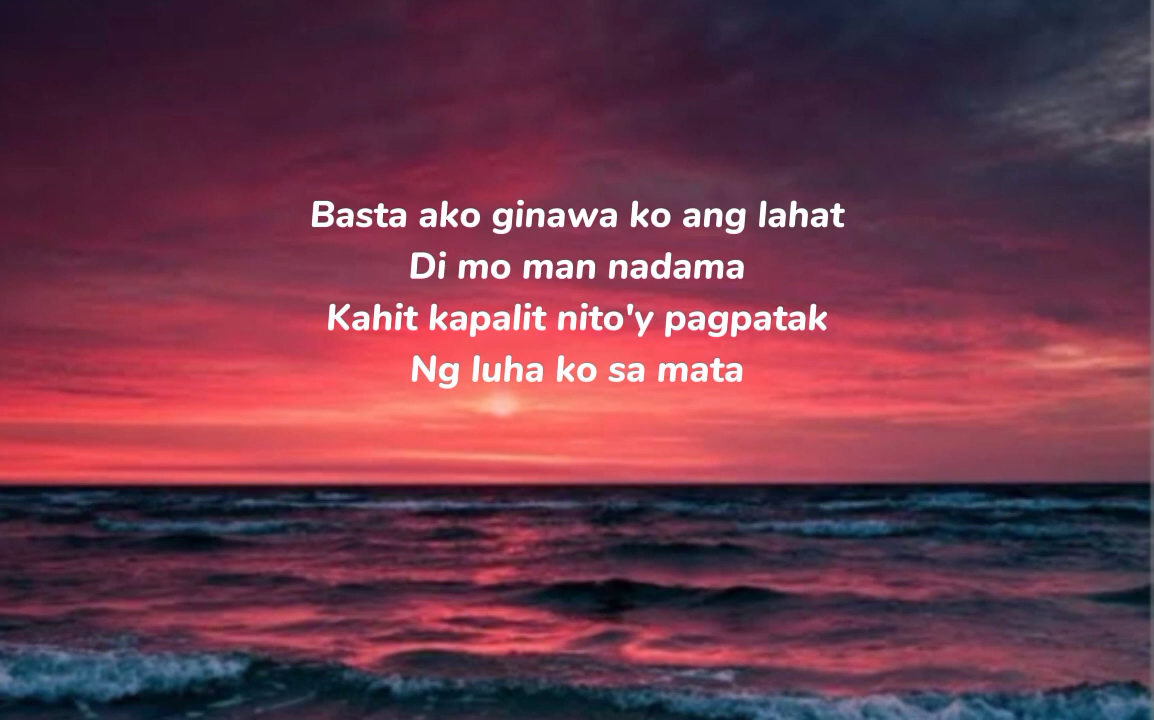 Basta ako ginawa ko ang lahat
Di mo man nadama
Kahit kapalit nito'y pagpatak
Ng luha ko sa mata